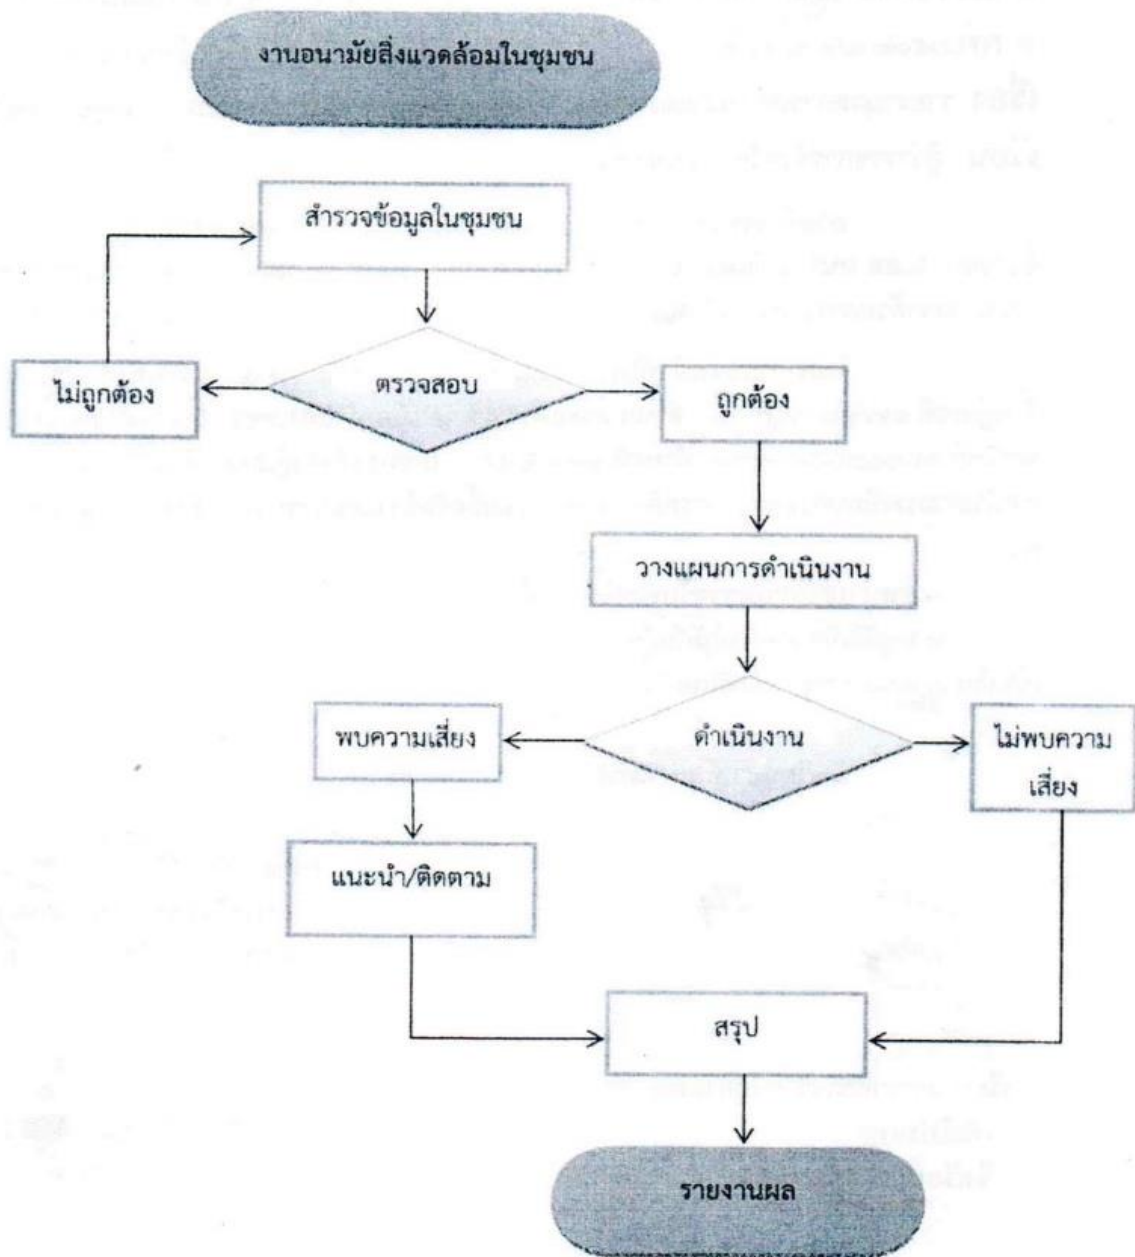 งานอนามัยสิ่งแวดล้อมในชุมชน
สำรวจข้อมูลในชุมชน
ไม่ถูกต้อง
ตรวจสอบ
ถูกต้อง
วางแผนการดำเนินงาน
พบความเสี่ยง
ดำเนินงาน
ไม่พบความ
เสี่ยง
แนะนำ/ติดตาม
สรุป
รายงานผล